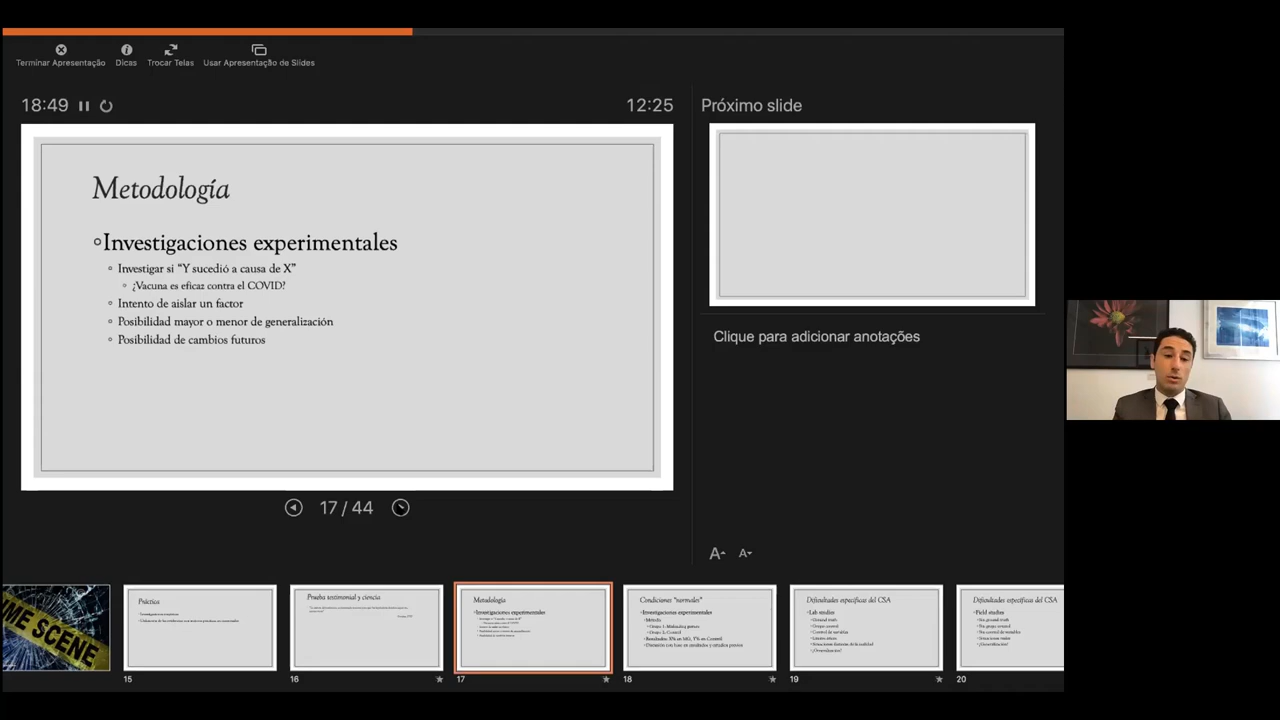 Terminar Apresentação
Dicas
Trocar Telas
Usar Apresentação de Slides
18:49
12:25
Próximo slide
Metodología
Investigaciones experimentales
Investigar si “Y sucedió a causa de X”
¿Vacuna es eficaz contra el COVID?
Intento de aislar un factor
Posibilidad mayor o menor de generalización
Posibilidad de cambios futuros
Clique para adicionar anotações
17 / 44
A A
ME SCENE
Práctica
15
Prueba testimonial y ciencia
16
Metodología
Investigaciones experimentales
17
Condiciones “normales”
Investigaciones experimentales
18
Dificultades específicas del CSA
Lab studies
19
Dificultades específicas del CSA
Field studies
20